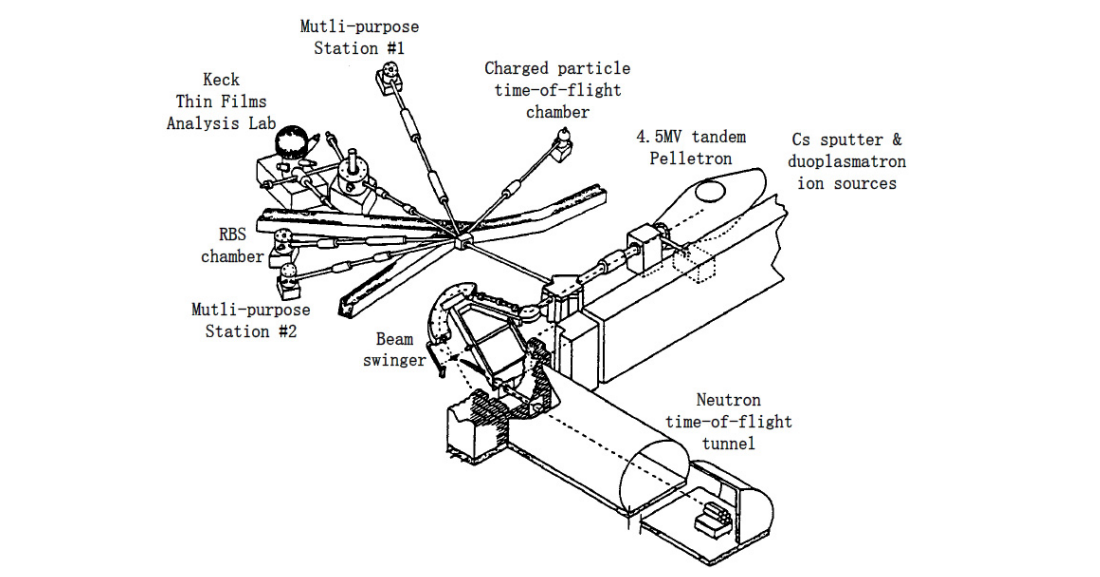 Mutli-purpose
Station #1
Keck
Thin Films
Analysis Lab
Charged particle
time-of-flight
chamber
4.5MV tandem
Pelletron
Cs sputter &
duoplasmatron
ion sources
RBS
chamber
Mutli-purpose
Station #2
Beam
swinger
Neutron
time-of-flight
tunnel